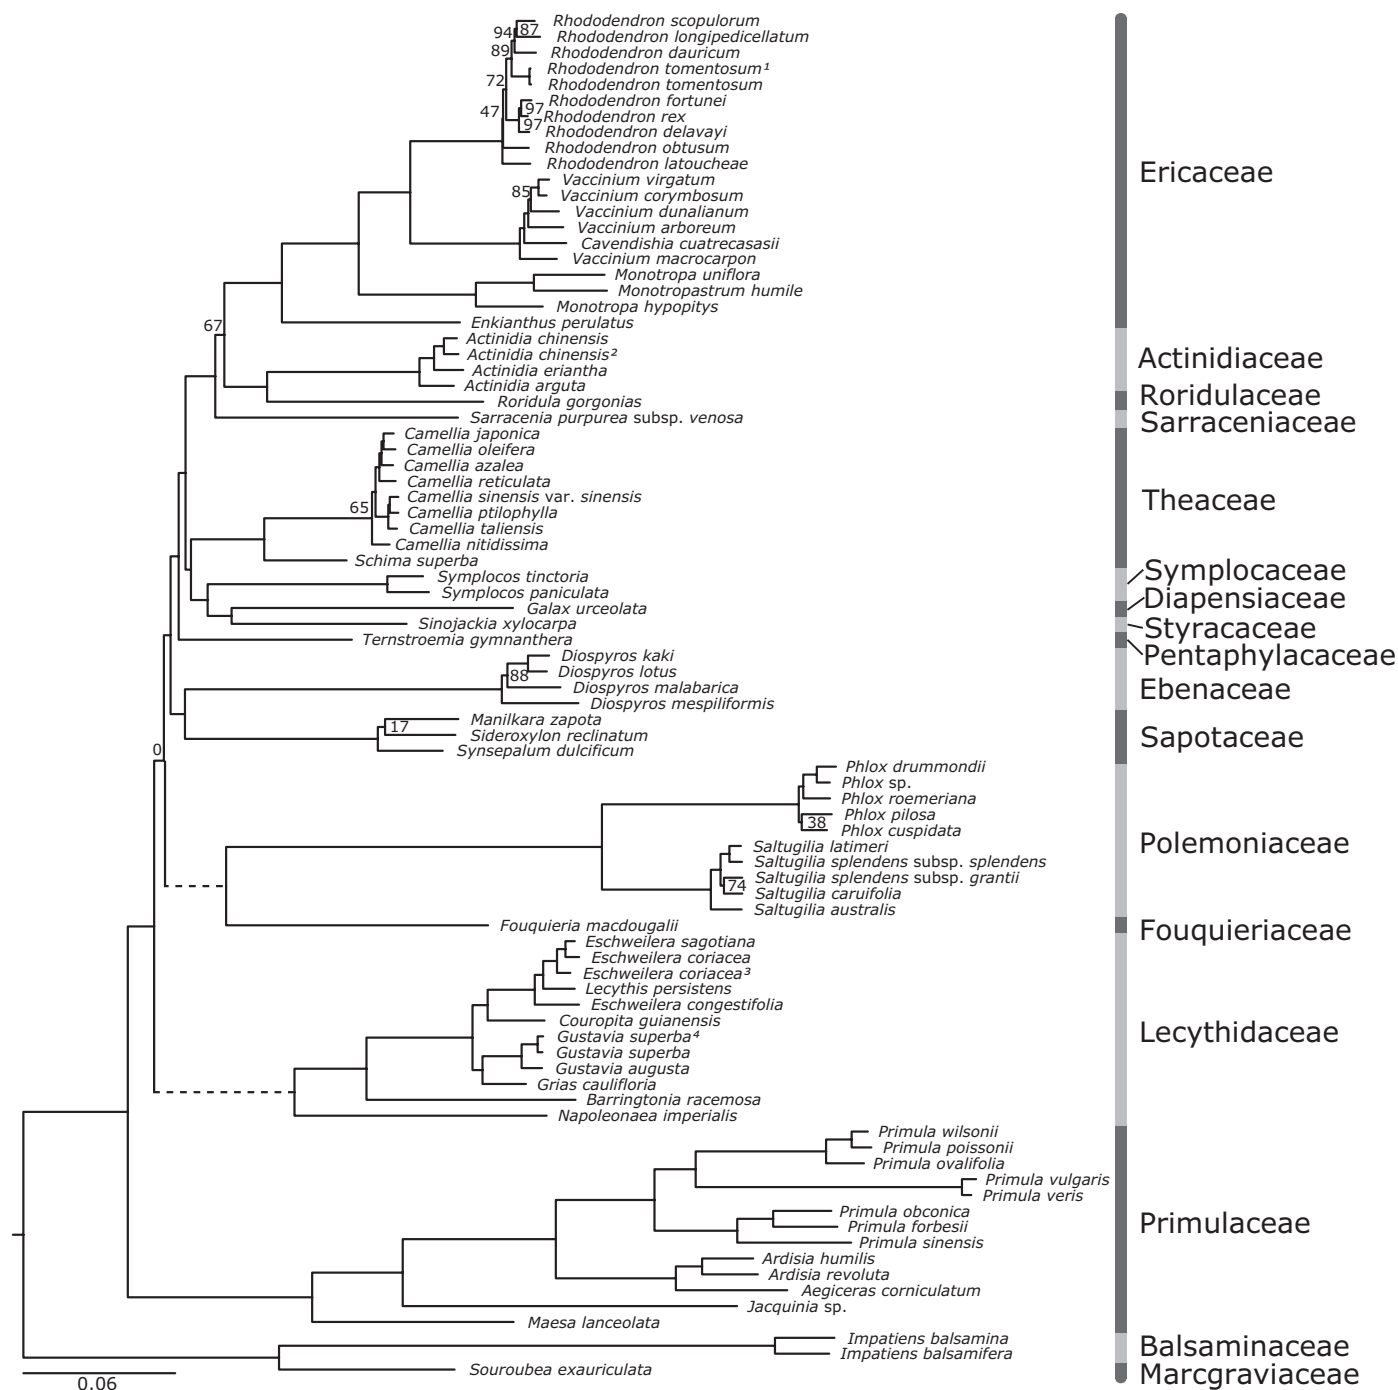 Rhododendron scopulorum
94 87
Rhododendron longipedicellatum
89
Rhododendron dauricum
Rhododendron tomentosum¹
72
Rhododendron tomentosum
Rhododendron fortunei
47
97
Rhododendron rex
97
Rhododendron delavayi
Rhododendron obtusum
Rhododendron latoucheae
Ericaceae
Vaccinium virgatum
85
Vaccinium corymbosum
Vaccinium dunalianum
Vaccinium arboreum
Cavendishia cuatrecasasii
Vaccinium macrocarpon
Monotropa uniflora
Monotropastrum humile
Monotropa hypopitys
Enkianthus perulatus
67
Actinidia chinensis
Actinidia chinensis²
Actinidiaceae
Actinidia eriantha
Actinidia arguta
Roridulaceae
Roridula gorgonias
Sarracenia purpurea subsp. venosa
Sarraceniaceae
Camellia japonica
Camellia oleifera
Camellia azalea
Camellia reticulata
Camellia sinensis var. sinensis
Theaceae
65
Camellia ptilophylla
Camellia taliensis
Camellia nitidissima
Schima superba
Symplocaceae
Symplocos tinctoria
Symplocos paniculata
Diapensiaceae
Galax urceolata
Sinojackia xylocarpa
Styracaceae
Ternstroemia gymnanthera
Pentaphylacaceae
Diospyros kaki
Diospyros lotus
88
Diospyros malabarica
Ebenaceae
Diospyros mespiliformis
Manilkara zapota
17
Sideroxylon reclinatum
Sapotaceae
0
Synsepalum dulcificum
Phlox drummondii
Phlox sp.
Phlox roemeriana
Phlox pilosa
38
Phlox cuspidata
Polemoniaceae
Saltugilia latimeri
Saltugilia splendens subsp. splendens
Saltugilia splendens subsp. grantii
74
Saltugilia caruifolia
Saltugilia australis
Fouquieria macdougalii
Fouquieriaceae
Eschweilera sagotiana
Eschweilera coriacea
Eschweilera coriacea³
Lecythis persistens
Eschweilera congestifolia
Couropita guianensis
Lecythidaceae
Gustavia superba⁴
Gustavia superba
Gustavia augusta
Grias cauliflora
Barringtonia racemosa
Napoleonaea imperialis
Primula wilsonii
Primula poissonii
Primula ovalifolia
Primula vulgaris
Primula veris
Primula obconica
Primulaceae
Primula forbesii
Primula sinensis
Ardisia humilis
Ardisia revoluta
Aegiceras corniculatum
Jacquinia sp.
Maesa lanceolata
Impatiens balsamina
Balsaminaceae
Impatiens balsamifera
Souroubea exauriculata
Marcgraviaceae
0.06